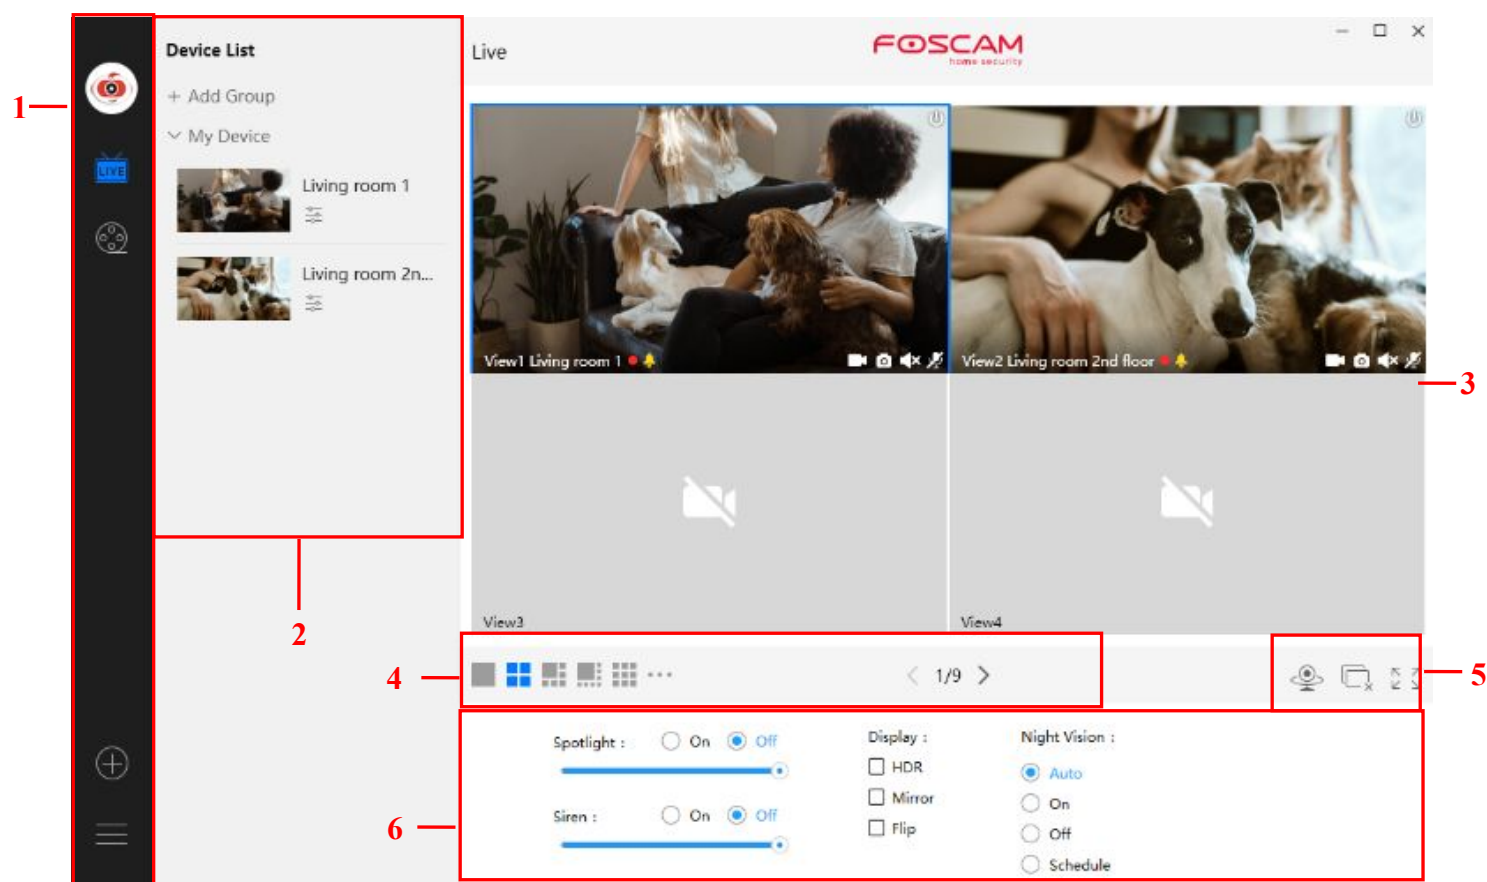 Device List
Live
FOSCAM
home security
1
+ Add Group
My Device
LIVE
Living room 1
Living room 2n...
View1 Living room 1
View2 Living room 2nd floor
3
2
View3
View4
4
1/9
5
Spotlight : On Off
Display :
Night Vision :
HDR
Auto
Mirror
On
Siren : On Off
6
Flip
Off
Schedule